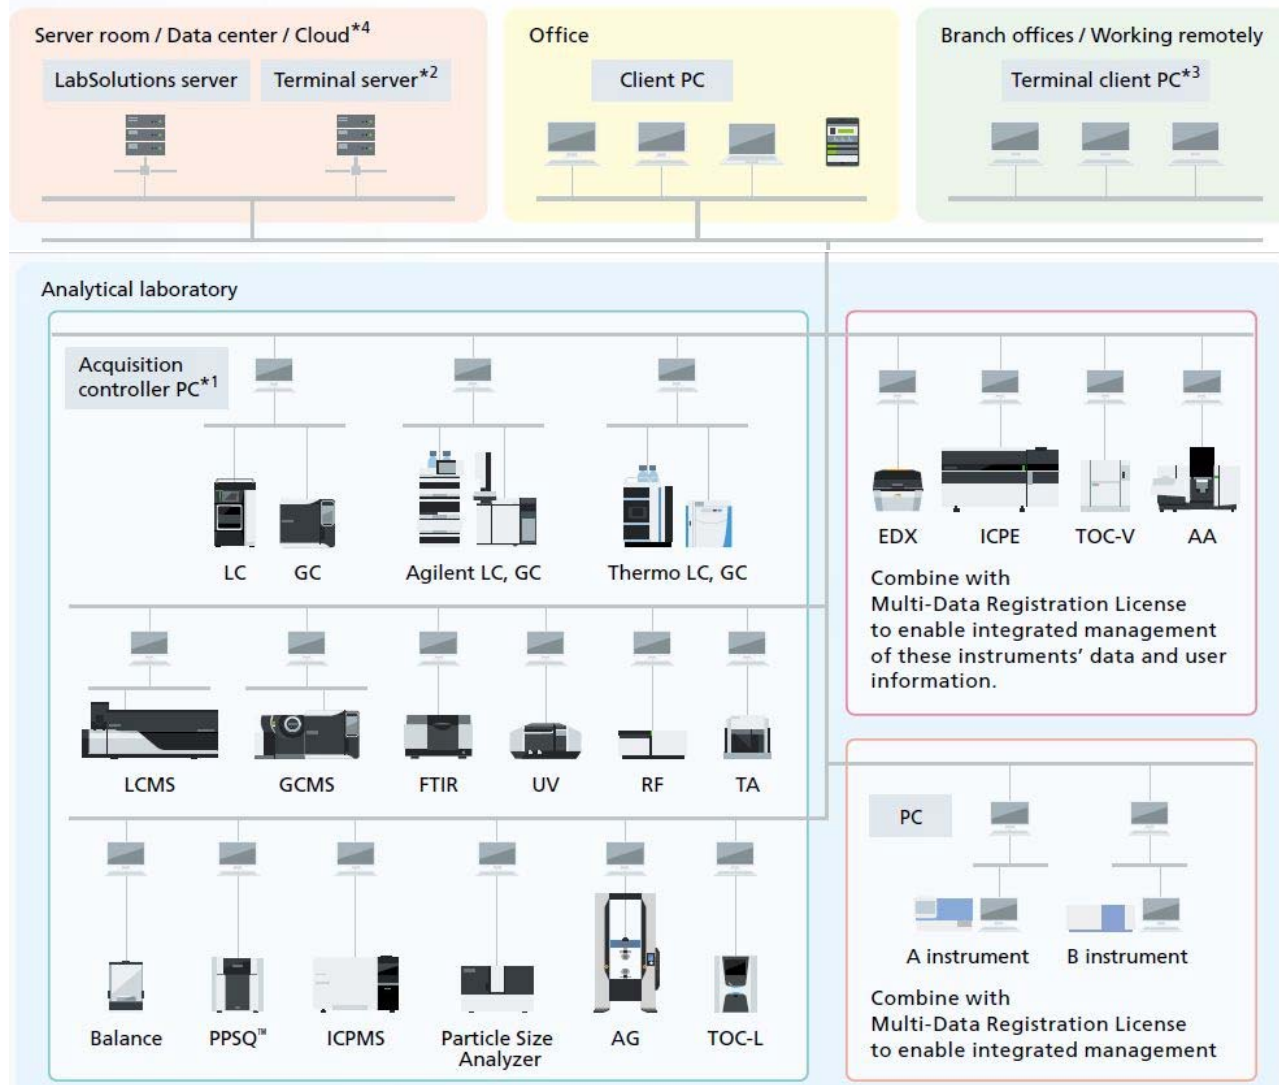 Server room / Data center / Cloud*4
LabSolutions server
Terminal server*2
Office
Client PC
Branch offices / Working remotely
Terminal client PC*3
Analytical laboratory
Acquisition
controller PC*1
LC
GC
Agilent LC, GC
Thermo LC, GC
LCMS
GCMS
FTIR
UV
RF
TA
Balance
PPSQ™
ICPMS
Particle Size
Analyzer
AG
TOC-L
EDX
ICPE
TOC-V
AA
Combine with
Multi-Data Registration License
to enable integrated management
of these instruments’ data and user
information.
PC
A instrument
B instrument
Combine with
Multi-Data Registration License
to enable integrated management